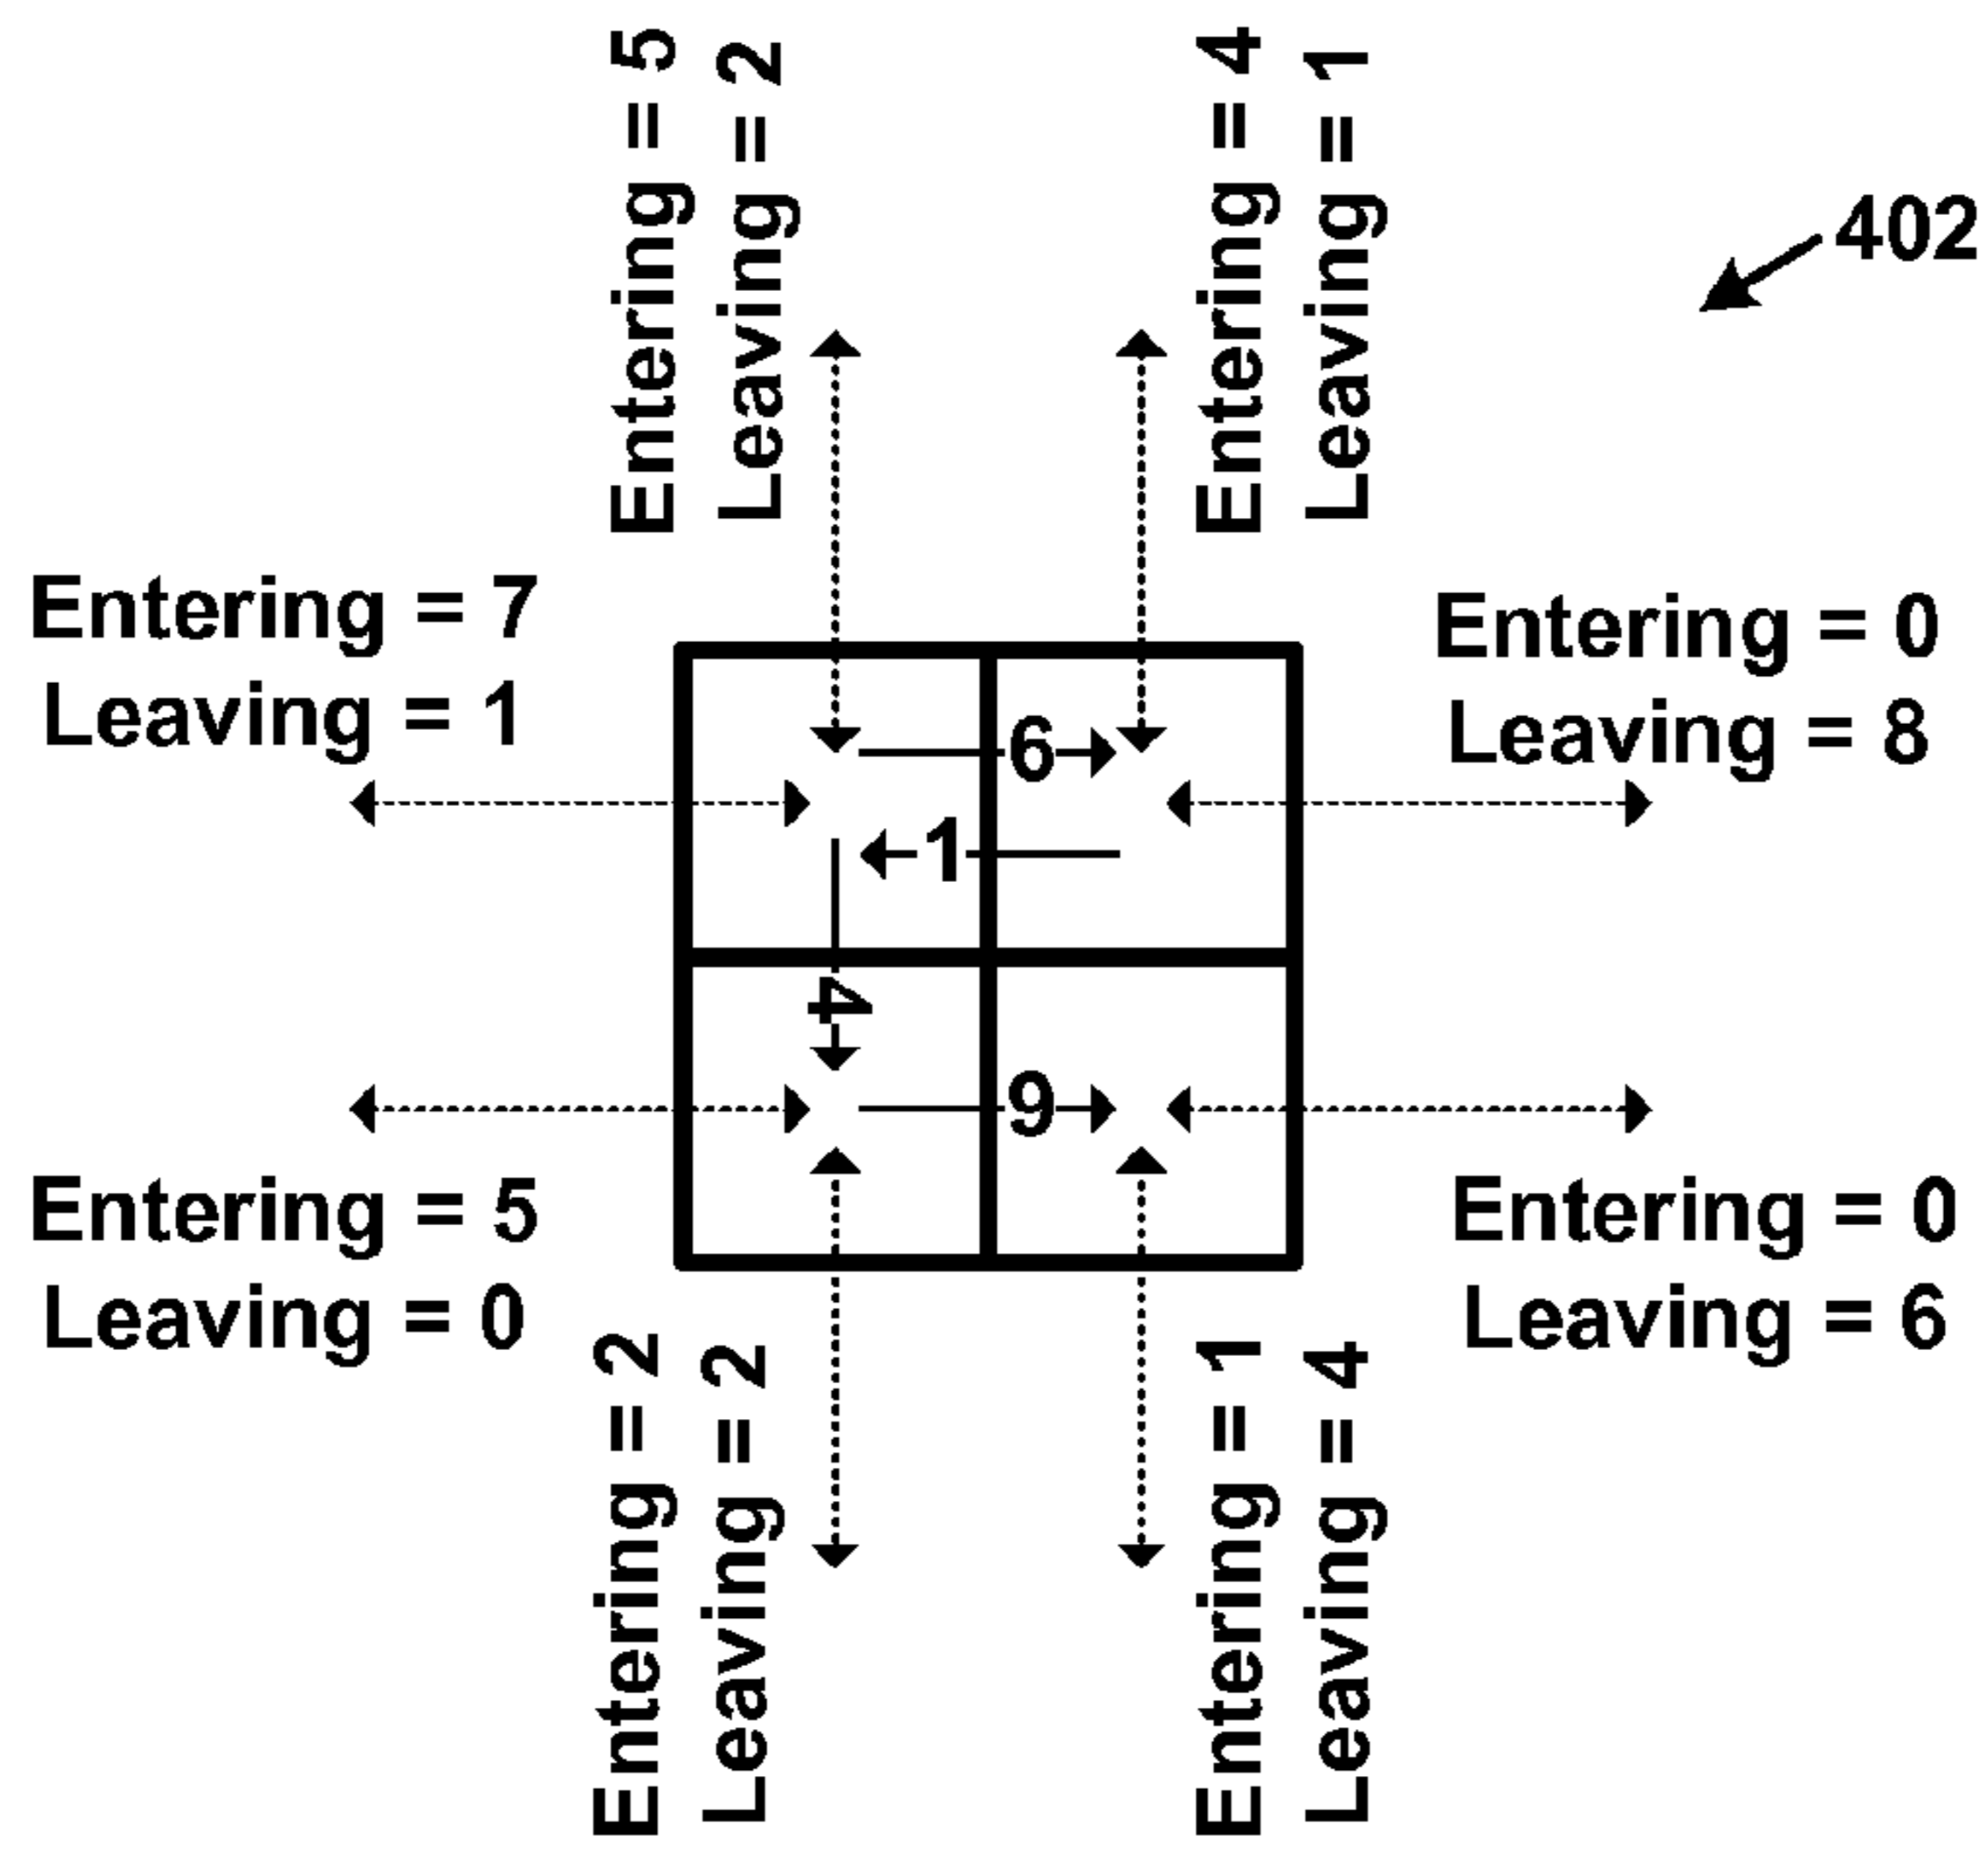 Entering = 5
Leaving = 2
Entering = 4
Leaving = 1
402
Entering = 7
Leaving = 1
Entering = 0
Leaving = 8
6
1
4
9
Entering = 5
Leaving = 0
Entering = 0
Leaving = 6
Entering = 2
Leaving = 2
Entering = 1
Leaving = 4